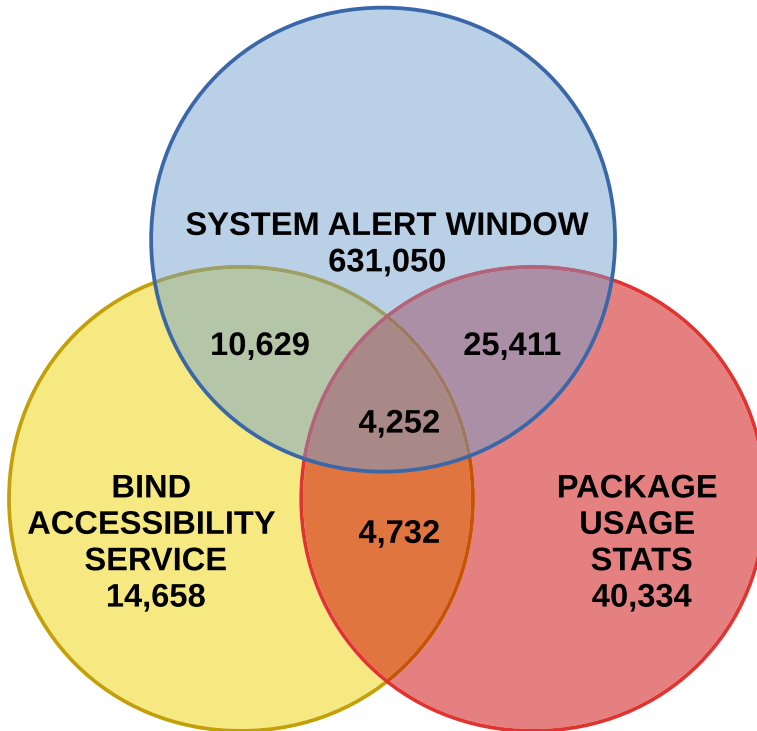 SYSTEM ALERT WINDOW
631,050
10,629
25,411
4,252
BIND
ACCESSIBILITY
SERVICE
14,658
4,732
PACKAGE
USAGE
STATS
40,334